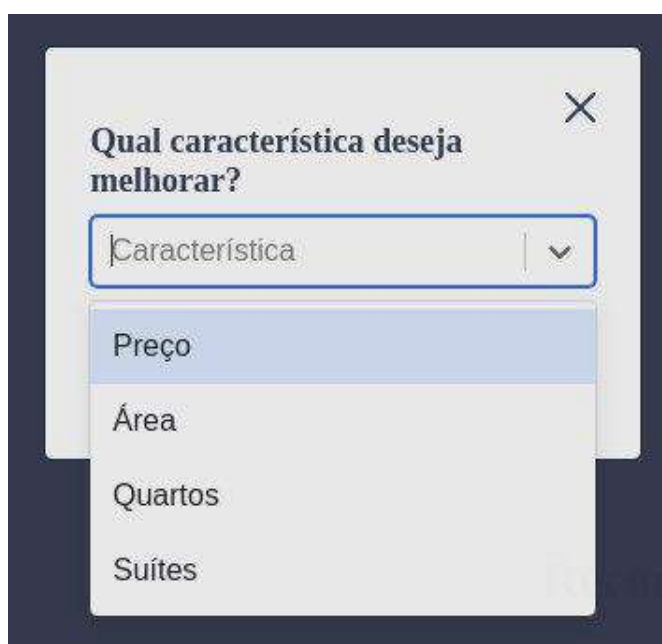 Qual característica deseja
melhorar?
Característica
Preço
Área
Quartos
Suítes